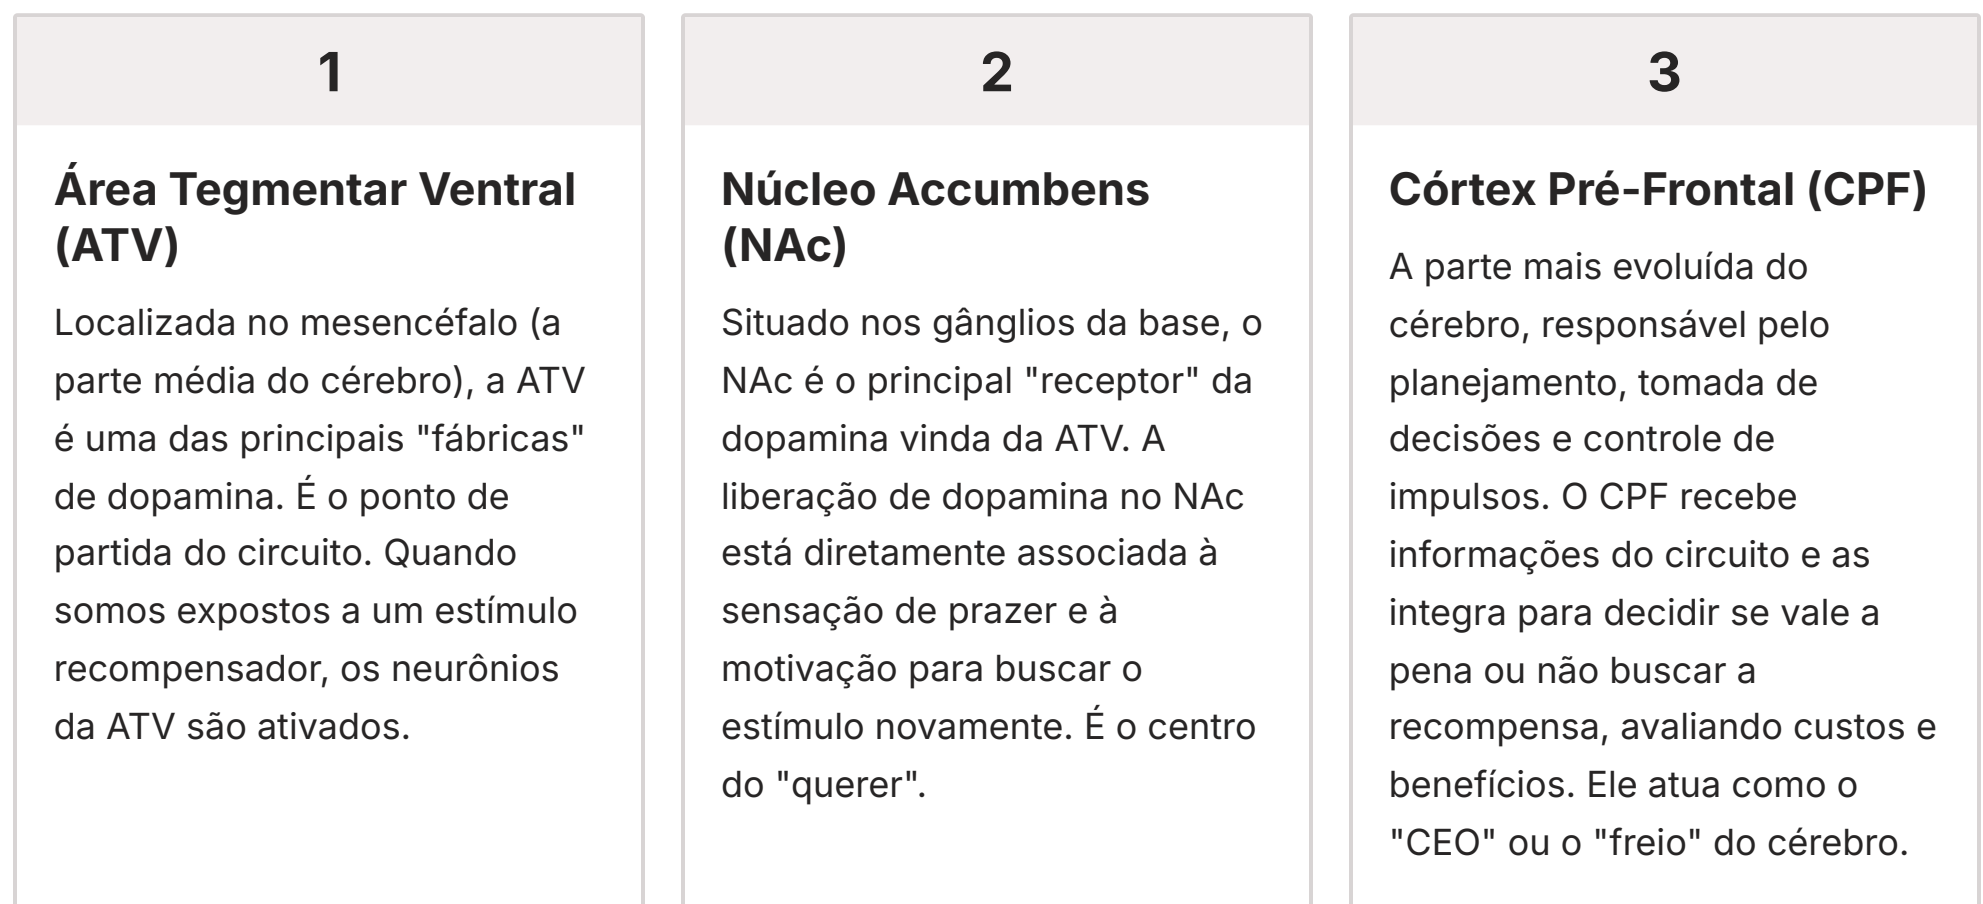 1
Área Tegmentar Ventral
(ATV)
Localizada no mesencéfalo (a
parte média do cérebro), a ATV
é uma das principais "fábricas"
de dopamina. É o ponto de
partida do circuito. Quando
somos expostos a um estímulo
recompensador, os neurônios
da ATV são ativados.
2
Núcleo Accumbens
(NAc)
Situado nos gânglios da base, o
NAc é o principal "receptor" da
dopamina vinda da ATV. A
liberação de dopamina no NAc
está diretamente associada à
sensação de prazer e à
motivação para buscar o
estímulo novamente. É o centro
do "querer".
3
Córtex Pré-Frontal (CPF)
A parte mais evoluída do
cérebro, responsável pelo
planejamento, tomada de
decisões e controle de
impulsos. O CPF recebe
informações do circuito e as
integra para decidir se vale a
pena ou não buscar a
recompensa, avaliando custos e
benefícios. Ele atua como o
"CEO" ou o "freio" do cérebro.